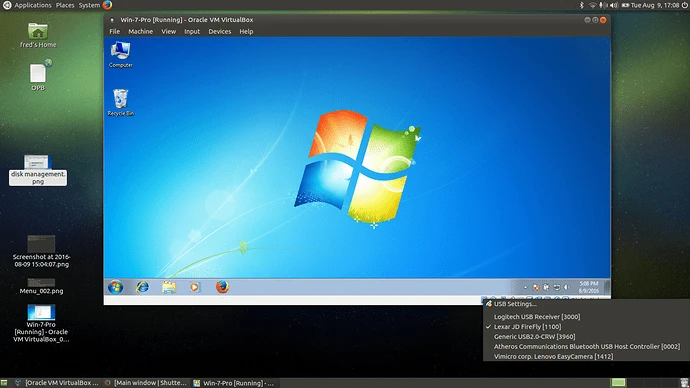 Applications Places System
Tue Aug 9, 17:08
Win-7-Pro [Running] - Oracle VM VirtualBox
File Machine View Input Devices Help
fred's Home
Computer
OPB
Recycle Bin
disk management.
png
Screenshot at 2016-
08-09 15:04:07.png
Menu_002.png
Win-7-Pro
[Running] - Oracle
VM VirtualBox_0...
5:08 PM
8/9/2016
USB Settings...
Logitech USB Receiver [3000]
Lexar JD FireFly [1100]
Generic USB2.0-CRW [3960]
Atheros Communications Bluetooth USB Host Controller [0002]
Vimicro corp. Lenovo EasyCamera [1412]
[Oracle VM VirtualBox ...
[Main window | Shutte...
Win-7-Pro [Running] - ...